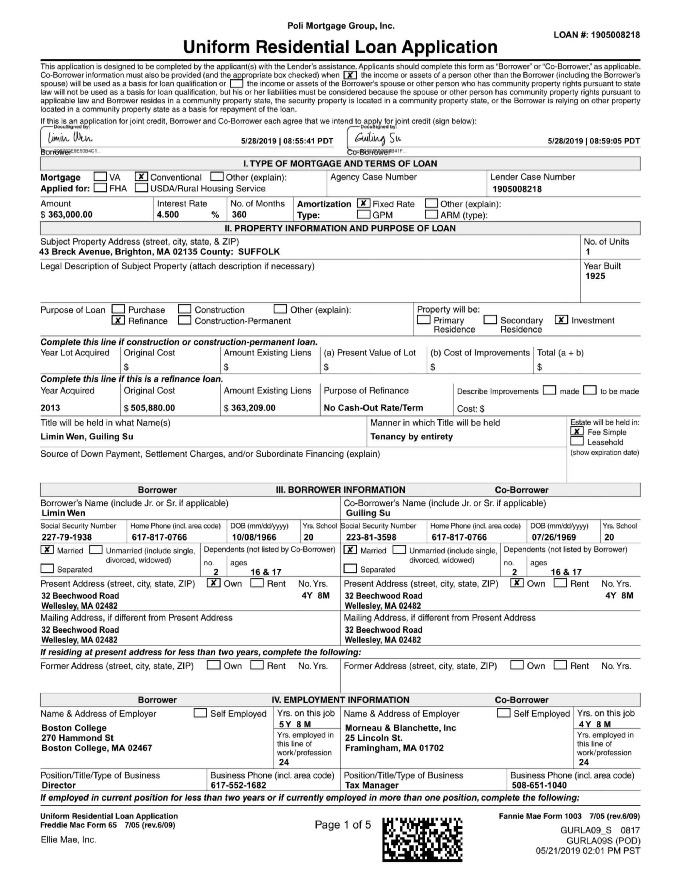 Poli Mortgage Group, Inc.
LOAN #: 1905008218
Uniform Residential Loan Application
This application is designed to be completed by the applicant(s) with the Lender's assistance. Applicants should complete this form as "Borrower" or "Co-Borrower," as applicable.
Co-Borrower information must also be provided (and the appropriate box checked) when [X] the income or assets of a person other than the Borrower (including the Borrower's
spouse) will be used as a basis for loan qualification or [ ] the income or assets of the Borrower's spouse or other person who has community property rights pursuant to state
law will not be used as a basis for loan qualification, but his or her liabilities must be considered because the spouse or other person has community property rights pursuant to
applicable law and Borrower resides in a community property state, the security property is located in a community property state, or the Borrower is relying on other property
located in a community property state as a basis for repayment of the loan.
If this is an application for joint credit, Borrower and Co-Borrower each agree that we intend to apply for joint credit (sign below):
DocuSigned by: DocuSigned by:
Limin Wen 5/28/2019 | 08:55:41 PDT Guiling Su 5/28/2019 | 08:59:05 PDT
Borrower Co-Borrower
I. TYPE OF MORTGAGE AND TERMS OF LOAN
Mortgage [ ] VA [X] Conventional [ ] Other (explain): Agency Case Number Lender Case Number
Applied for: [ ] FHA [ ] USDA/Rural Housing Service 1905008218
Amount Interest Rate No. of Months Amortization [X] Fixed Rate [ ] Other (explain):
$ 363,000.00 4.500 % 360 Type: [ ] GPM [ ] ARM (type):
II. PROPERTY INFORMATION AND PURPOSE OF LOAN
Subject Property Address (street, city, state, & ZIP) No. of Units
43 Breck Avenue, Brighton, MA 02135 County: SUFFOLK 1
Legal Description of Subject Property (attach description if necessary) Year Built
1925
Purpose of Loan [ ] Purchase [ ] Construction [ ] Other (explain): Property will be:
[X] Refinance [ ] Construction-Permanent [ ] Primary Residence [ ] Secondary Residence [X] Investment
Complete this line if construction or construction-permanent loan.
Year Lot Acquired Original Cost Amount Existing Liens (a) Present Value of Lot (b) Cost of Improvements Total (a + b)
$ $ $ $ $
Complete this line if this is a refinance loan.
Year Acquired Original Cost Amount Existing Liens Purpose of Refinance Describe Improvements [ ] made [ ] to be made
2013 $ 505,880.00 $ 363,209.00 No Cash-Out Rate/Term Cost: $
Title will be held in what Name(s) Manner in which Title will be held Estate will be held in:
Limin Wen, Guiling Su Tenancy by entirety [X] Fee Simple
[ ] Leasehold
Source of Down Payment, Settlement Charges, and/or Subordinate Financing (explain) (show expiration date)
Borrower III. BORROWER INFORMATION Co-Borrower
Borrower's Name (include Jr. or Sr. if applicable) Co-Borrower's Name (include Jr. or Sr. if applicable)
Limin Wen Guiling Su
Social Security Number Home Phone (incl. area code) DOB (mm/dd/yyyy) Yrs. School Social Security Number Home Phone (incl. area code) DOB (mm/dd/yyyy) Yrs. School
227-79-1938 617-817-0766 10/08/1966 20 223-81-3598 617-817-0766 07/26/1969 20
[X] Married [ ] Unmarried (include single, divorced, widowed) Dependents (not listed by Co-Borrower) [X] Married [ ] Unmarried (include single, divorced, widowed) Dependents (not listed by Borrower)
[ ] Separated no. 2 ages 16 & 17 [ ] Separated no. 2 ages 16 & 17
Present Address (street, city, state, ZIP) [X] Own [ ] Rent No. Yrs. Present Address (street, city, state, ZIP) [X] Own [ ] Rent No. Yrs.
32 Beechwood Road 4Y 8M 32 Beechwood Road 4Y 8M
Wellesley, MA 02482 Wellesley, MA 02482
Mailing Address, if different from Present Address Mailing Address, if different from Present Address
32 Beechwood Road 32 Beechwood Road
Wellesley, MA 02482 Wellesley, MA 02482
If residing at present address for less than two years, complete the following:
Former Address (street, city, state, ZIP) [ ] Own [ ] Rent No. Yrs. Former Address (street, city, state, ZIP) [ ] Own [ ] Rent No. Yrs.
Borrower IV. EMPLOYMENT INFORMATION Co-Borrower
Name & Address of Employer [ ] Self Employed Yrs. on this job Name & Address of Employer [ ] Self Employed Yrs. on this job
5 Y 8 M 4 Y 8 M
Boston College Morneau & Blanchette, Inc
270 Hammond St 25 Lincoln St.
Boston College, MA 02467 Framingham, MA 01702
Yrs. employed in this line of work/profession Yrs. employed in this line of work/profession
24 24
Position/Title/Type of Business Business Phone (incl. area code) Position/Title/Type of Business Business Phone (incl. area code)
Director 617-552-1682 Tax Manager 508-651-1040
If employed in current position for less than two years or if currently employed in more than one position, complete the following:
Uniform Residential Loan Application Fannie Mae Form 1003 7/05 (rev.6/09)
Freddie Mac Form 65 7/05 (rev.6/09)
Page 1 of 5
GURLA09_S 0817
Ellie Mae, Inc. GURLA09S (POD)
05/21/2019 02:01 PM PST